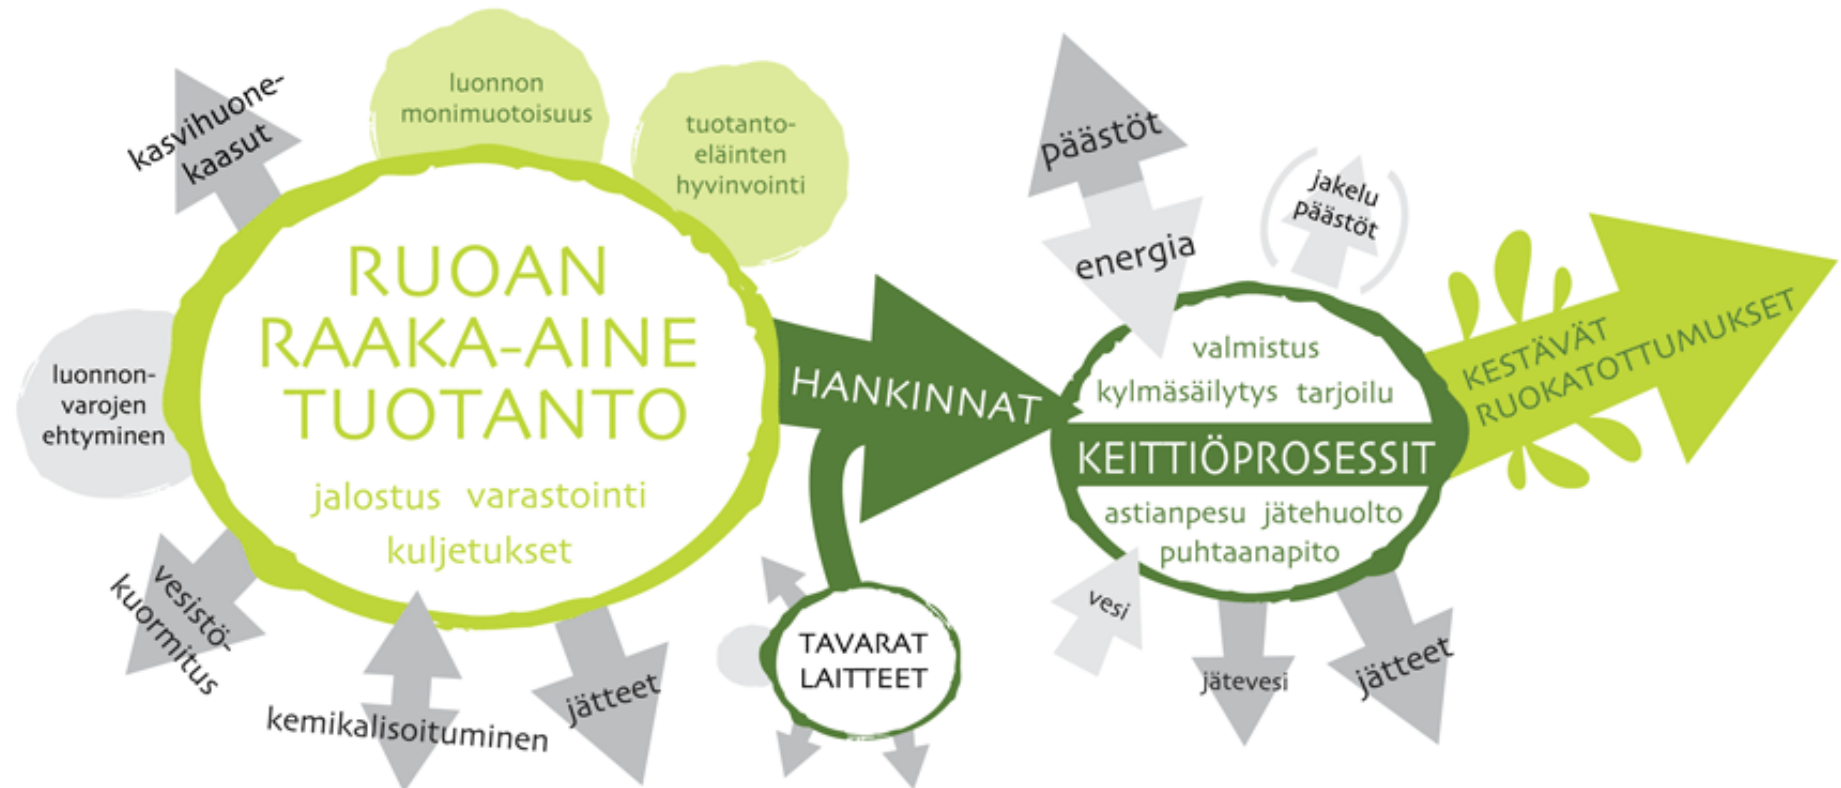 kasvihuone-
kaasut
luonnon
monimuotoisuus
tuotanto-
eläinten
hyvinvointi
RUOAN
RAAKA-AINE
TUOTANTO
jalostus varastointi
kuljetukset
luonnon-
varojen
ehtyminen
vesistö-
kuormitus
kemikalisoituminen
jätteet
HANKINNAT
TAVARAT
LAITTEET
päästöt
energia
jakelu
päästöt
valmistus
kylmäsäilytys tarjoilu
KEITTIÖPROSESSIT
astianpesu jätehuolto
puhtaanapito
vesi
jätevesi
jätteet
KESTÄVÄT
RUOKATOTTUMUKSET